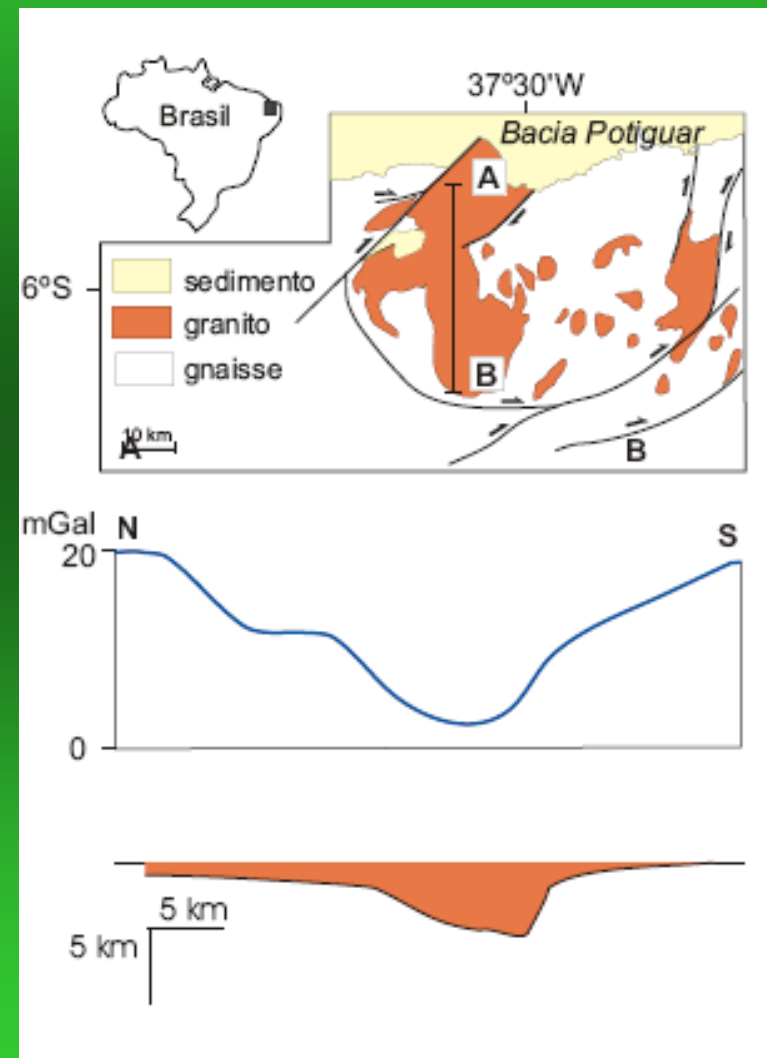 37º30'W
Brasil
Bacia Potiguar
A
6ºS
sedimento
granito
gnaisse
B
10 km
A
B
mGal
N
S
20
0
5 km
5 km